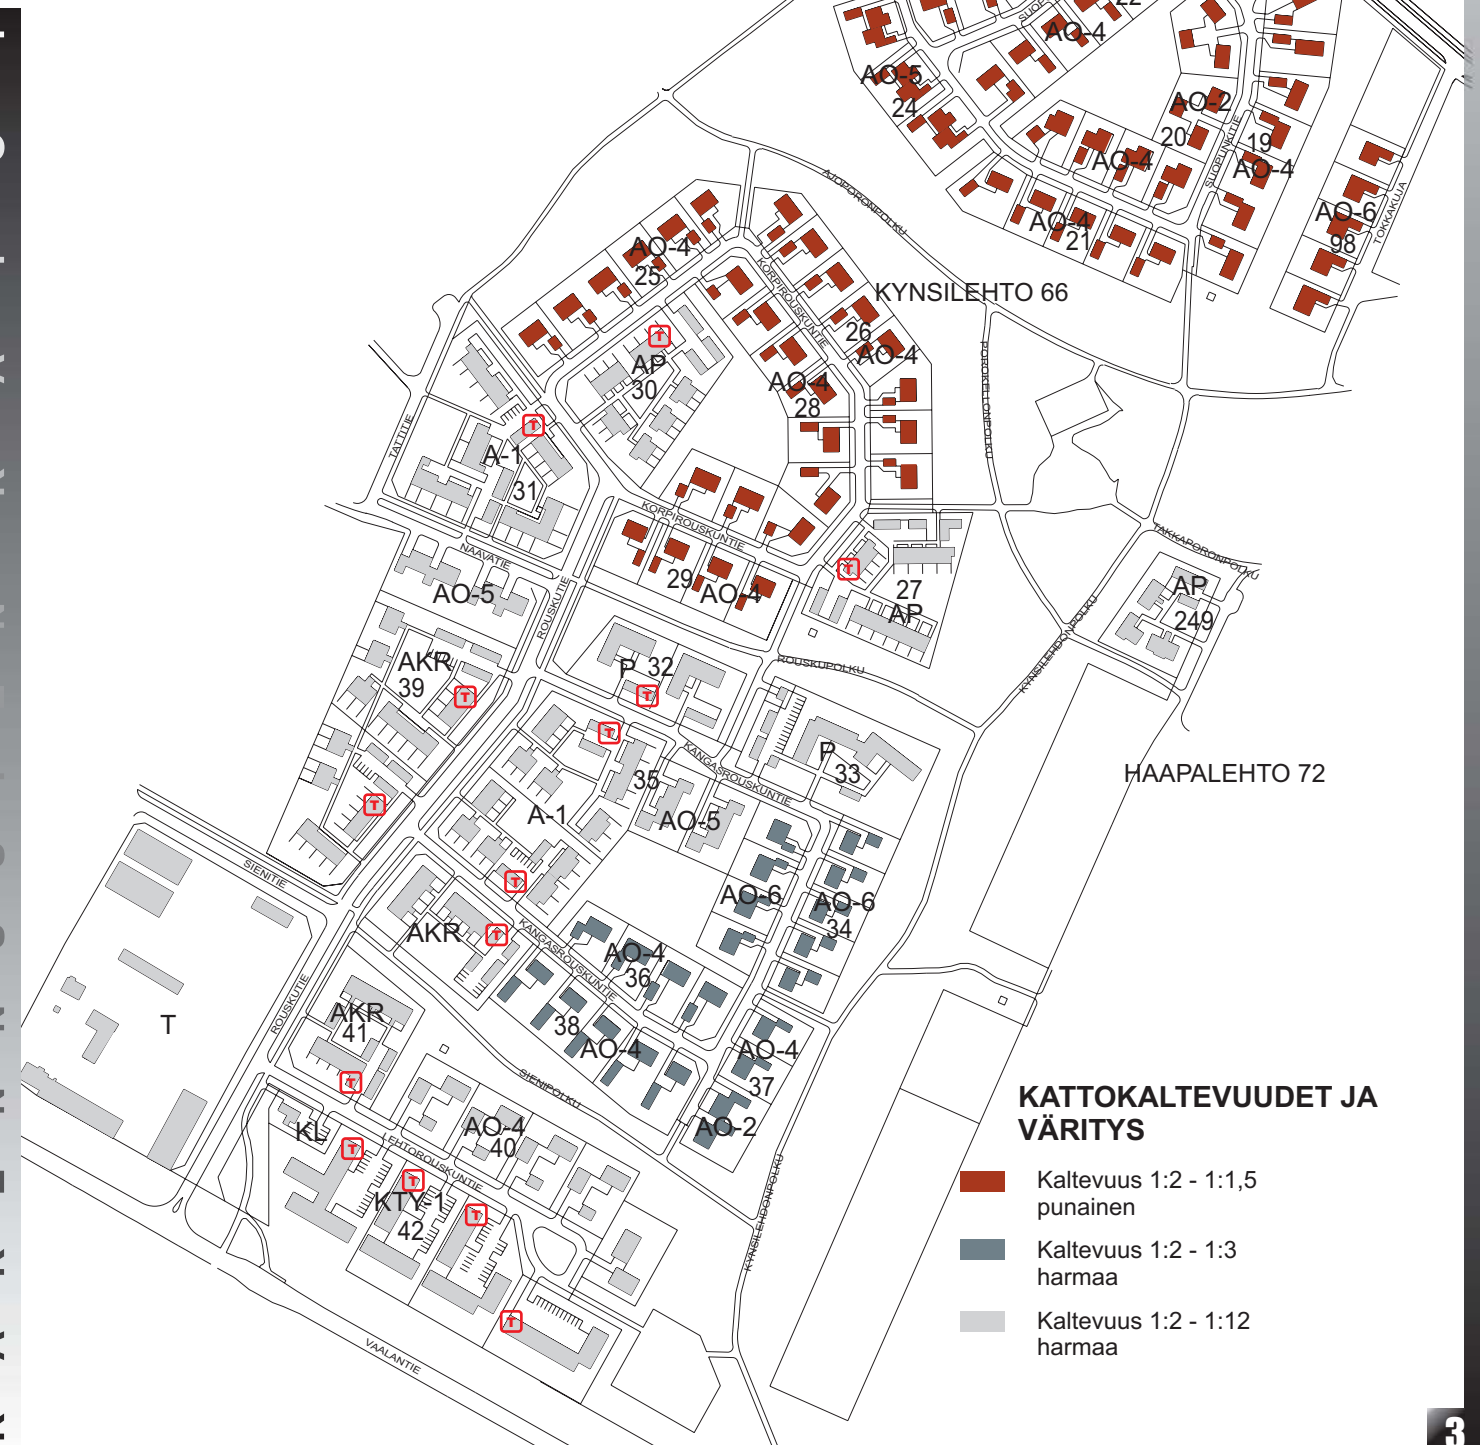 22
SUOP
AO-4
AO-5
24
AO-2
20
19
AO-4
AO-4
SUOPUNKITIE
AO-6
98
TOKKAKUJA
AO-4
21
AJOPORONPOLKU
AO-4
25
KORPIROUSKUNTIE
KYNSILEHTO 66
26
AO-4
POROKELLONPOLKU
T
AP
30
AO-4
28
TATTITIE
T
A-1
31
KORPIROUSKUNTIE
NAAVATIE
AO-5
ROUSKUTIE
29
AO-4
T
27
AP
TAKKAPORONPOLKU
AP
249
KYNSILEHDONPOLKU
ROUSKUPOLKU
AKR
39
T
P 32
T
T
KANGASROUSKUNTIE
35
P
33
HAAPALEHTO 72
T
A-1
AO-5
SIENITIE
T
AO-6
AO-6
34
AKR
T
KANGASROUSKUNTIE
AO-4
36
ROUSKUTIE
T
AKR
41
38
AO-4
AO-4
37
T
SIENIPOLKU
KL
T
LEHTOROUSKUNTIE
AO-4
40
AO-2
T
KTY-1
42
T
KYNSILEHDONPOLKU
T
VAALANTIE
KATTOKALTEVUUDET JA
VÄRITYS
Kaltevuus 1:2 - 1:1,5
punainen
Kaltevuus 1:2 - 1:3
harmaa
Kaltevuus 1:2 - 1:12
harmaa
3